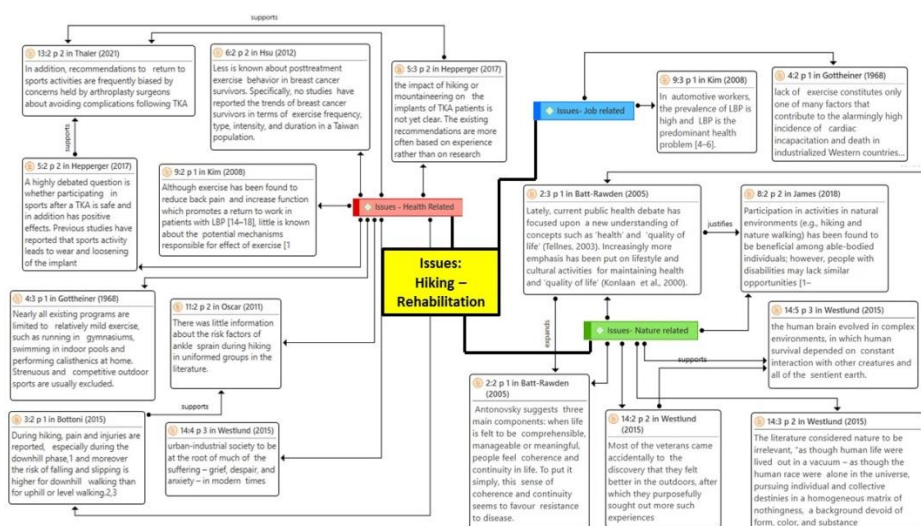 supports
13:2 p 2 in Thaler (2021)
In addition, recommendations to return to
sports activities are frequently biased by
concerns held by arthroplasty surgeons
about avoiding complications following TKA
6:2 p 2 in Hsu (2012)
Less is known about posttreatment
exercise behavior in breast cancer
survivors. Specifically, no studies have
reported the trends of breast cancer
survivors in terms of exercise frequency,
type, intensity, and duration in a Taiwan
population.
5:3 p 2 in Hepperger (2017)
the impact of hiking or
mountaineering on the
implants of TKA patients is
not yet clear. The existing
recommendations are more
often based on experience
rather than on research
supports
5:2 p 2 in Hepperger (2017)
A highly debated question is
whether participating in
sports after a TKA is safe and
in addition has positive
effects. Previous studies have
reported that sports activity
leads to wear and loosening
of the implant
9:2 p 1 in Kim (2008)
Although exercise has been found to
reduce back pain and increase function
which promotes a return to work in
patients with LBP [14–18], little is known
about the potential mechanisms
responsible for effect of exercise [1
Issues - Health Related
4:3 p 1 in Gottheiner (1968)
Nearly all existing programs are
limited to relatively mild exercise,
such as running in gymnasiums,
swimming in indoor pools and
performing calisthenics at home.
Strenuous and competitive outdoor
sports are usually excluded.
11:2 p 2 in Oscar (2011)
There was little information
about the risk factors of
ankle sprain during hiking
in uniformed groups in the
literature.
supports
3:2 p 1 in Bottoni (2015)
During hiking, pain and injuries are
reported, especially during the
downhill phase,1 and moreover
the risk of falling and slipping is
higher for downhill walking than
for uphill or level walking.2,3
14:4 p 3 in Westlund (2015)
urban-industrial society to be
at the root of much of the
suffering – grief, despair, and
anxiety – in modern times
Issues:
Hiking –
Rehabilitation
Issues- Job related
9:3 p 1 in Kim (2008)
In automotive workers,
the prevalence of LBP is
high and LBP is the
predominant health
problem [4–6].
4:2 p 1 in Gottheiner (1968)
lack of exercise constitutes only
one of many factors that
contribute to the alarmingly high
incidence of cardiac
incapacitation and death in
industrialized Western countries...
2:3 p 1 in Batt-Rawden (2005)
Lately, current public health debate has
focused upon a new understanding of
concepts such as 'health' and 'quality of
life' (Tellnes, 2003). Increasingly more
emphasis has been put on lifestyle and
cultural activities for maintaining health
and 'quality of life' (Konlaan et al., 2000).
justifies
8:2 p 2 in James (2018)
Participation in activities in natural
environments (e.g., hiking and
nature walking) has been found to
be beneficial among able-bodied
individuals; however, people with
disabilities may lack similar
opportunities [1–
Issues- Nature related
expands
supports
14:5 p 3 in Westlund (2015)
the human brain evolved in complex
environments, in which human
survival depended on constant
interaction with other creatures and
all of the sentient earth.
2:2 p 1 in Batt-Rawden
(2005)
Antonovsky suggests three
main components: when life
is felt to be comprehensible,
manageable or meaningful,
people feel coherence and
continuity in life. To put it
simply, this sense of
coherence and continuity
seems to favour resistance
to disease.
14:2 p 2 in Westlund
(2015)
Most of the veterans came
accidentally to the
discovery that they felt
better in the outdoors, after
which they purposefully
sought out more such
experiences
14:3 p 2 in Westlund (2015)
The literature considered nature to be
irrelevant, "as though human life were
lived out in a vacuum – as though the
human race were alone in the universe,
pursuing individual and collective
destinies in a homogeneous matrix of
nothingness, a background devoid of
form, color, and substance